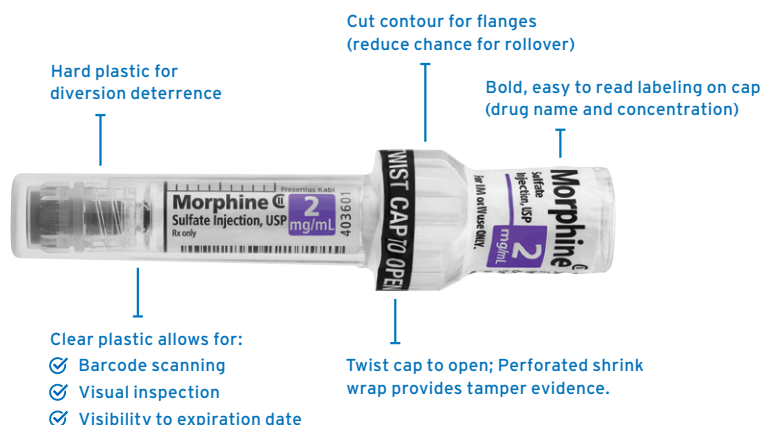 Cut contour for flanges
(reduce chance for rollover)
Hard plastic for
diversion deterrence
Bold, easy to read labeling on cap
(drug name and concentration)
Fresenius Kabi
Morphine CII
Sulfate Injection, USP
Rx only
2
mg/mL
403601
TWIST CAP TO OPEN
Morphine CII
Sulfate
Injection, USP
For IM or IV use ONLY.
2
mg/mL
Clear plastic allows for:
Barcode scanning
Visual inspection
Visibility to expiration date
Twist cap to open; Perforated shrink
wrap provides tamper evidence.